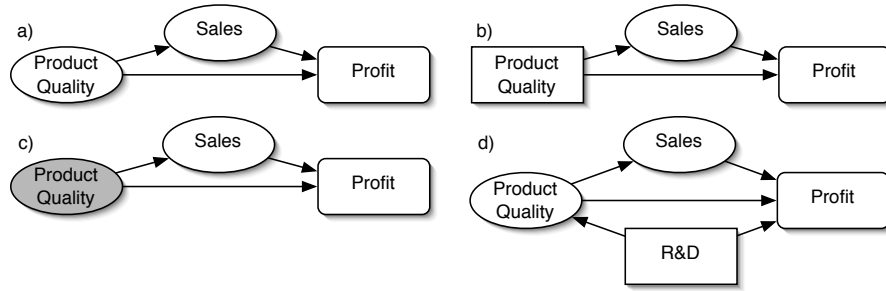 a)
Sales
Product
Quality
Profit
b)
Sales
Product
Quality
Profit
c)
Sales
Product
Quality
Profit
d)
Sales
Product
Quality
Profit
R&D